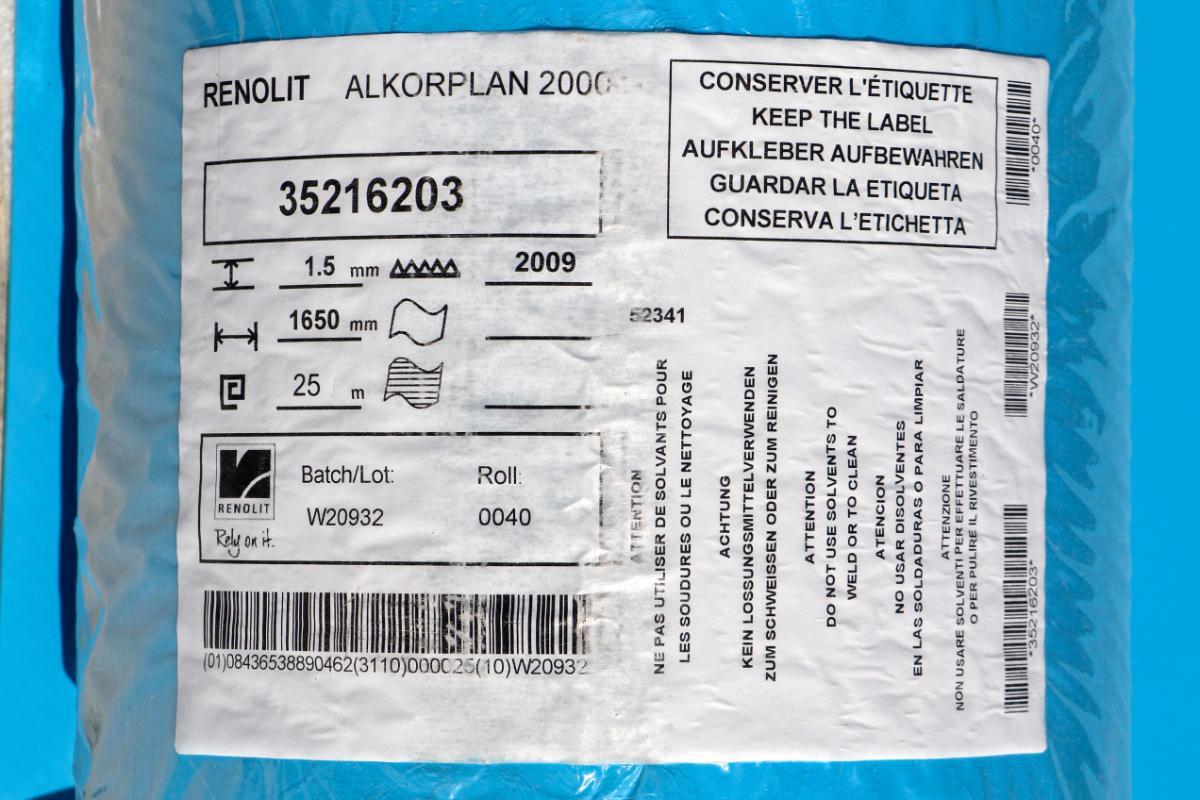 RENOLIT ALKORPLAN 2000
35216203
1.5 mm
2009
1650 mm
25 m
52341
RENOLIT
Rely on it.
Batch/Lot:
Roll:
W20932
0040
(01)08436538890462(3110)000025(10)W20932
CONSERVER L'ÉTIQUETTE
KEEP THE LABEL
AUFKLEBER AUFBEWAHREN
GUARDAR LA ETIQUETA
CONSERVA L'ETICHETTA
ATTENTION
NE PAS UTILISER DE SOLVANTS POUR
LES SOUDURES OU LE NETTOYAGE
ACHTUNG
KEIN LOSSUNGSMITTELVERWENDEN
ZUM SCHWEISSEN ODER ZUM REINIGEN
ATTENTION
DO NOT USE SOLVENTS TO
WELD OR TO CLEAN
ATENCION
NO USAR DISOLVENTES
EN LAS SOLDADURAS O PARA LIMPIAR
ATTENZIONE
NON USARE SOLVENTI PER EFFETTUARE LE SALDATURE
O PER PULIRE IL RIVESTIMENTO
*0040*
*W20932*
*35216203*